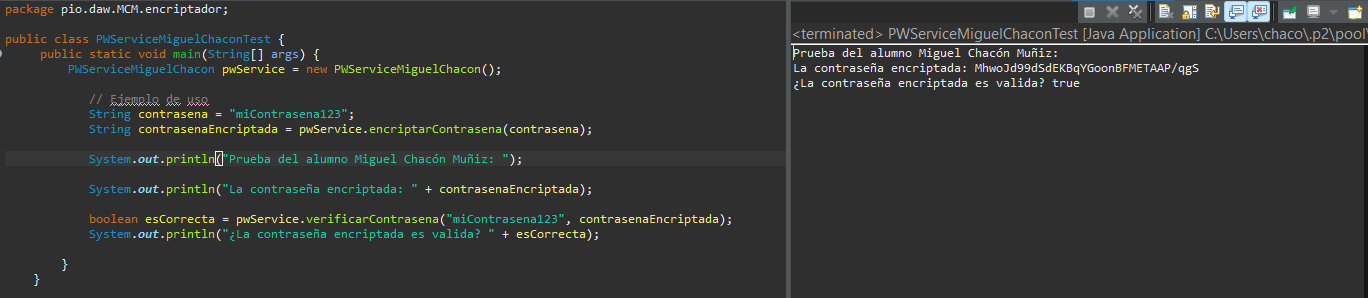 package pio.daw.MCM.encriptador;
public class PWServiceMiguelChaconTest {
public static void main(String[] args) {
PWServiceMiguelChacon pwService = new PWServiceMiguelChacon();
// Ejemplo de uso
String contrasena = "miContrasena123";
String contrasenaEncriptada = pwService.encriptarContrasena(contrasena);
System.out.println("Prueba del alumno Miguel Chacón Muñiz: ");
System.out.println("La contraseña encriptada: " + contrasenaEncriptada);
boolean esCorrecta = pwService.verificarContrasena("miContrasena123", contrasenaEncriptada);
System.out.println("¿La contraseña encriptada es valida? " + esCorrecta);
}
}
<terminated> PWServiceMiguelChaconTest [Java Application] C:\Users\chaco\.p2\pool\
Prueba del alumno Miguel Chacón Muñiz:
La contraseña encriptada: MhwoJd99dSdEKBqYGoonBFMETAAP/qgS
¿La contraseña encriptada es valida? true